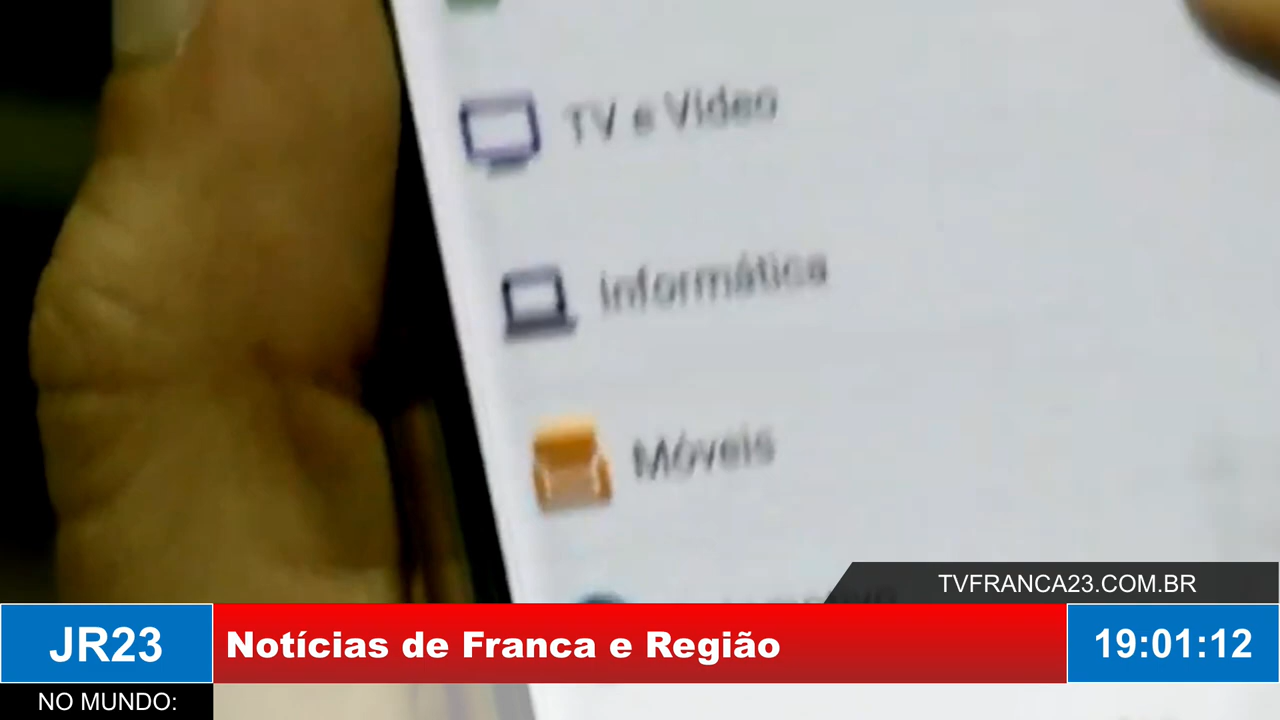 TV e Vídeo
Informática
Móveis
TVFRANCA23.COM.BR
JR23
Notícias de Franca e Região
19:01:12
NO MUNDO: